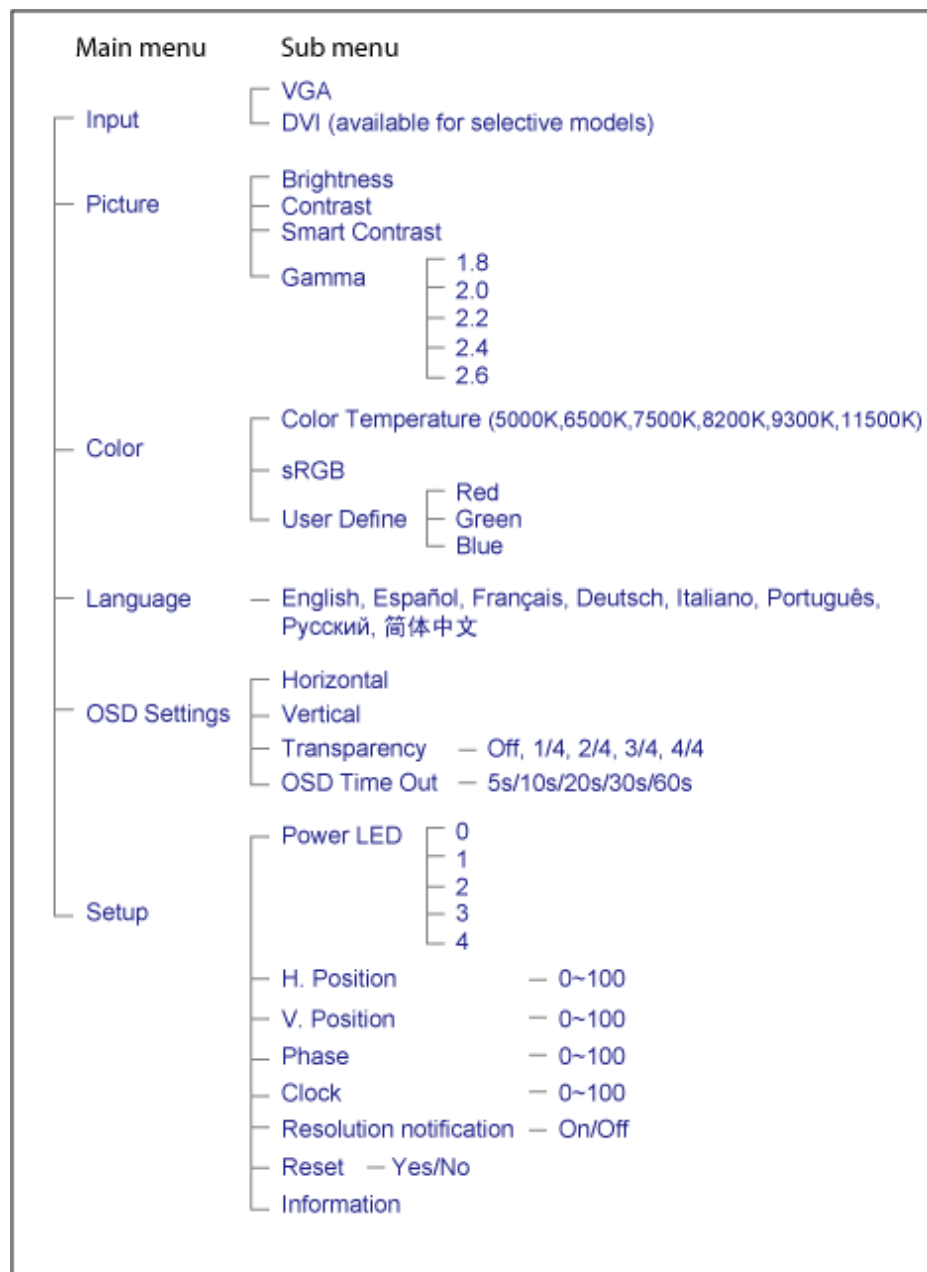 Main menu Sub menu
VGA
Input DVI (available for selective models)
Brightness
Picture Contrast
Smart Contrast
Gamma 1.8
2.0
2.2
2.4
2.6
Color Temperature (5000K,6500K,7500K,8200K,9300K,11500K)
Color
sRGB
Red
User Define Green
Blue
Language English, Español, Français, Deutsch, Italiano, Português,
Русский, 简体中文
Horizontal
OSD Settings Vertical
Transparency Off, 1/4, 2/4, 3/4, 4/4
OSD Time Out 5s/10s/20s/30s/60s
Power LED 0
1
2
Setup 3
4
H. Position 0~100
V. Position 0~100
Phase 0~100
Clock 0~100
Resolution notification On/Off
Reset Yes/No
Information